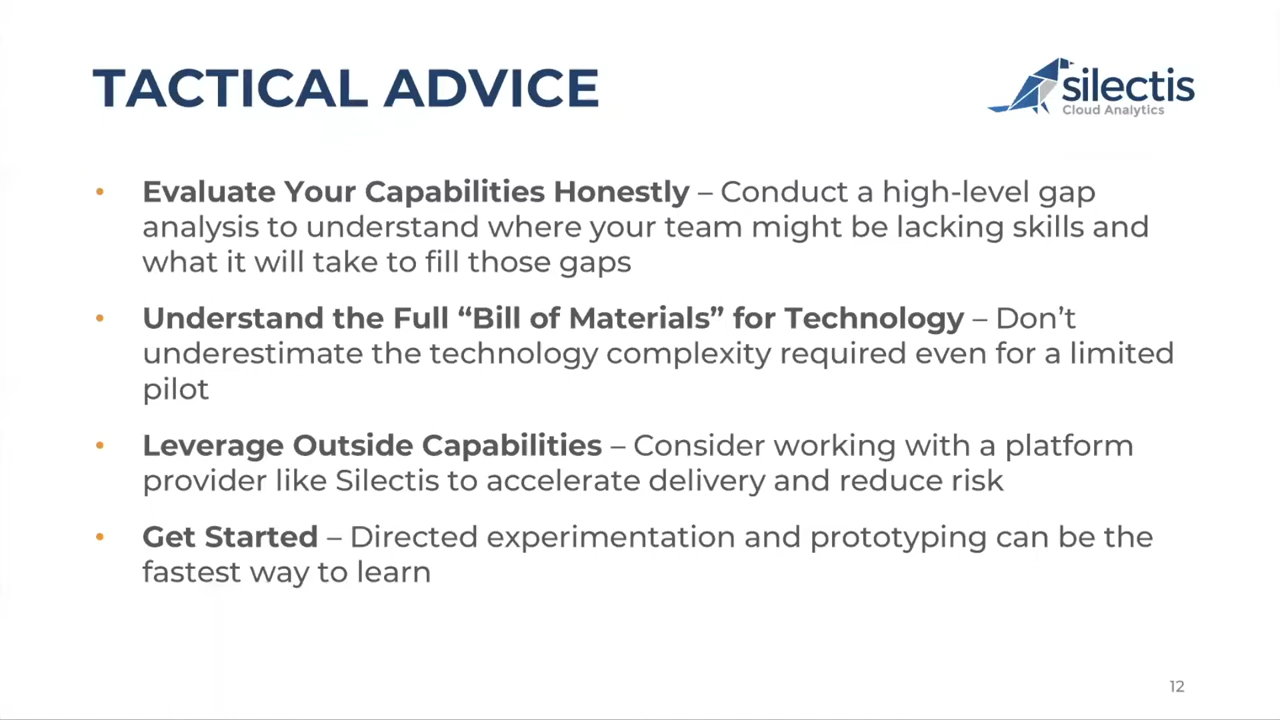 TACTICAL ADVICE
silectis
Cloud Analytics
• Evaluate Your Capabilities Honestly – Conduct a high-level gap
analysis to understand where your team might be lacking skills and
what it will take to fill those gaps
• Understand the Full “Bill of Materials” for Technology – Don’t
underestimate the technology complexity required even for a limited
pilot
• Leverage Outside Capabilities – Consider working with a platform
provider like Silectis to accelerate delivery and reduce risk
• Get Started – Directed experimentation and prototyping can be the
fastest way to learn
12